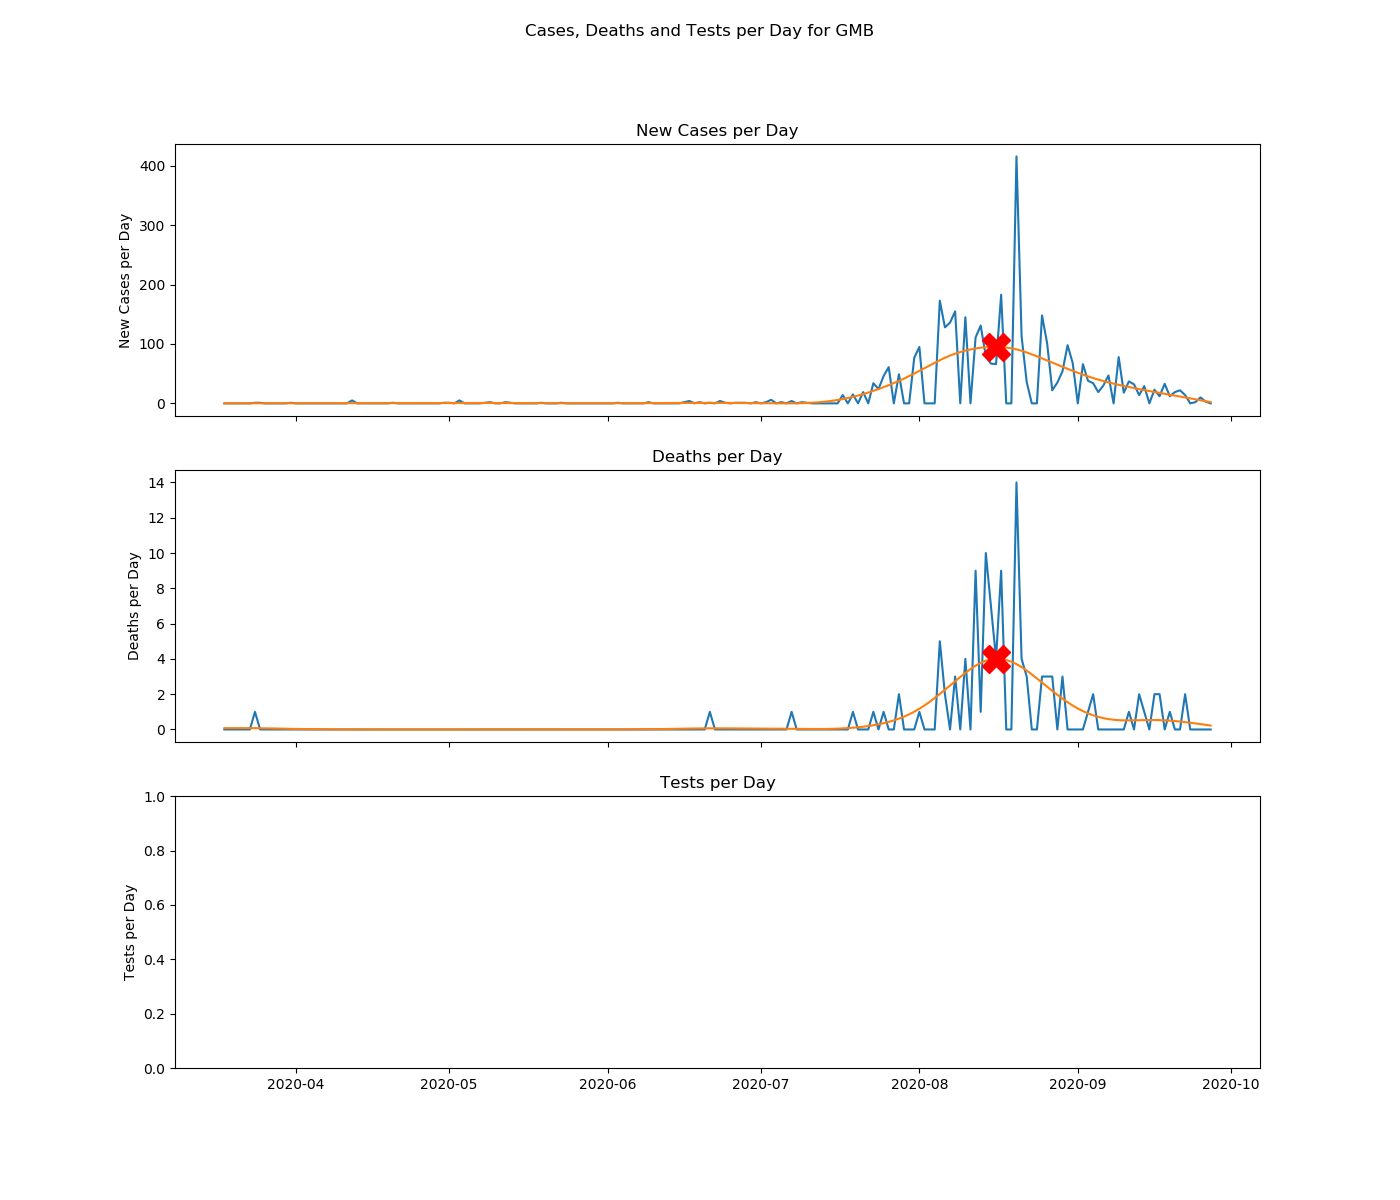 Cases, Deaths and Tests per Day for GMB
New Cases per Day
New Cases per Day
400
300
200
100
0
Deaths per Day
Deaths per Day
14
12
10
8
6
4
2
0
Tests per Day
Tests per Day
1.0
0.8
0.6
0.4
0.2
0.0
2020-04 2020-05 2020-06 2020-07 2020-08 2020-09 2020-10